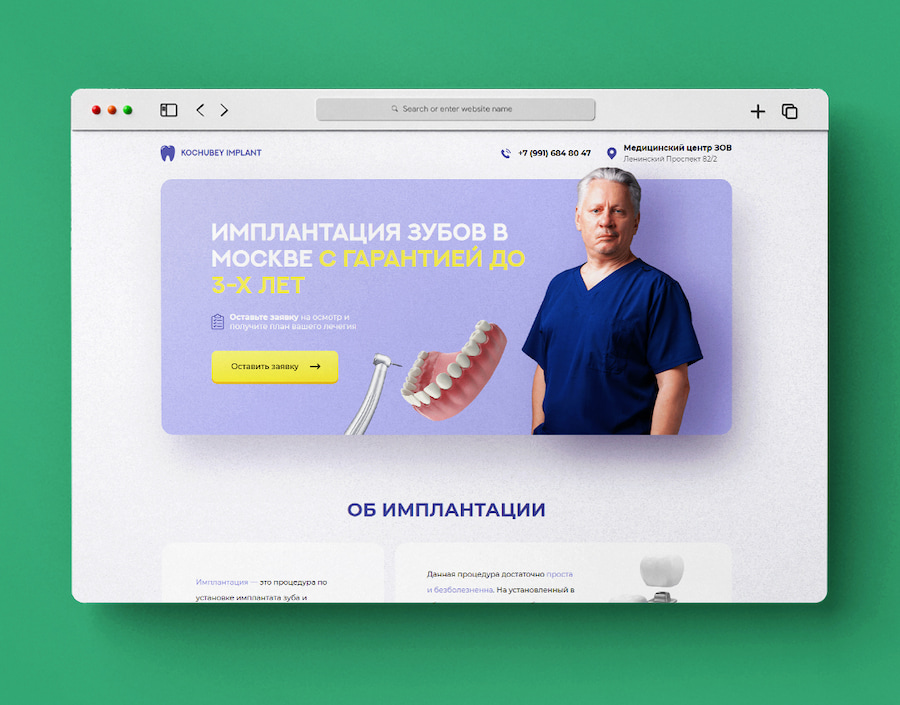 Search or enter website name
KOCHUBEY IMPLANT
+7 (991) 684 80 47
Медицинский центр ЗОВ
Ленинский Проспект 82/2
ИМПЛАНТАЦИЯ ЗУБОВ В
МОСКВЕ С ГАРАНТИЕЙ ДО
3-Х ЛЕТ
Оставьте заявку на осмотр и
получите план вашего лечегия
Оставить заявку
ОБ ИМПЛАНТАЦИИ
Имплантация — это процедура по
установке имплантата зуба и
Данная процедура достаточно проста
и безболезненна. На установленный в